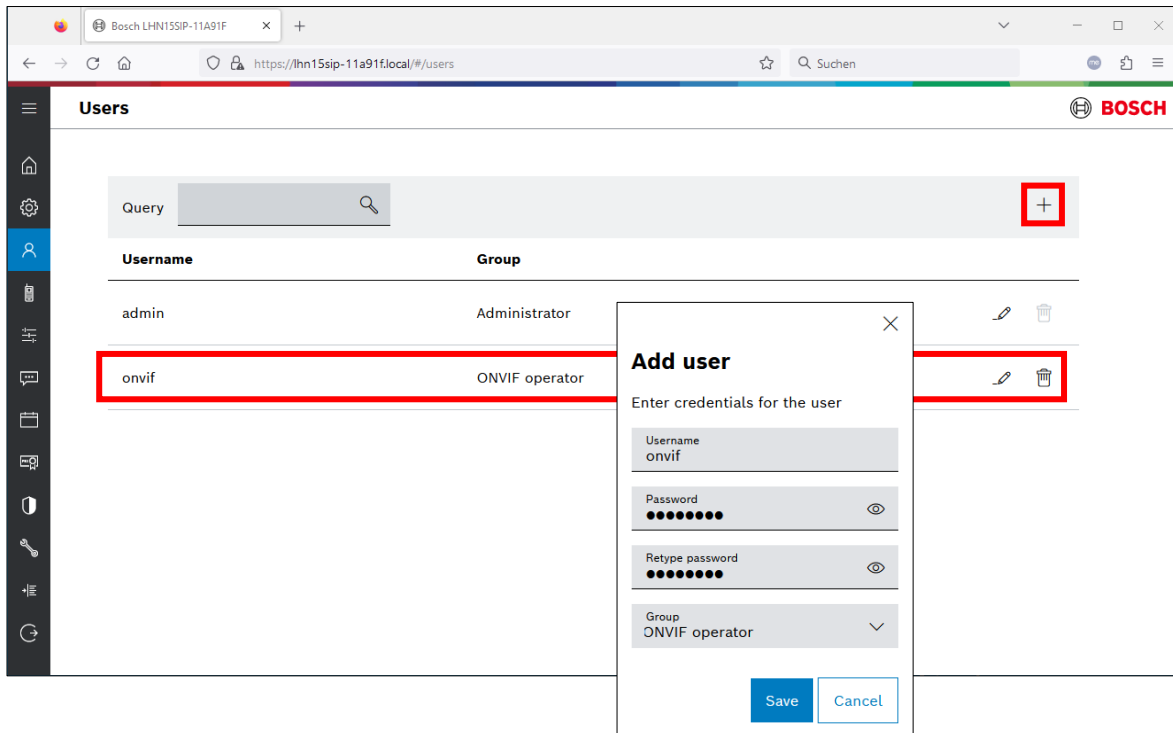 Bosch LHN15SIP-11A91F
https://lhn15sip-11a91f.local/#/users
Suchen
Users
BOSCH
Query
Username Group
admin Administrator
onvif ONVIF operator
Add user
Enter credentials for the user
Username
onvif
Password
●●●●●●●●
Retype password
●●●●●●●●
Group
ONVIF operator
Save Cancel